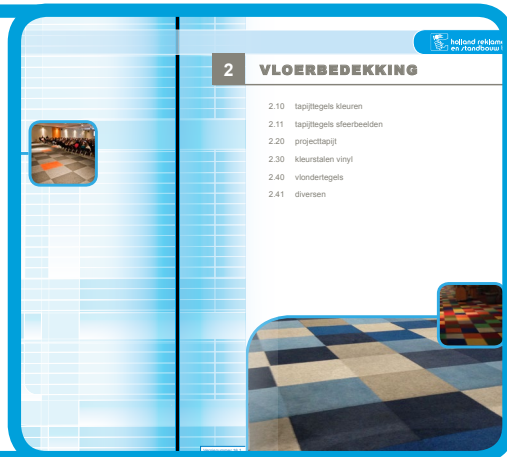 holland reklame
en standbouw
2 VLOERBEDEKKING
2.10 tapijttegels kleuren
2.11 tapijttegels sfeerbeelden
2.20 projecttapijt
2.30 kleurstalen vinyl
2.40 vlondertegels
2.41 diversen